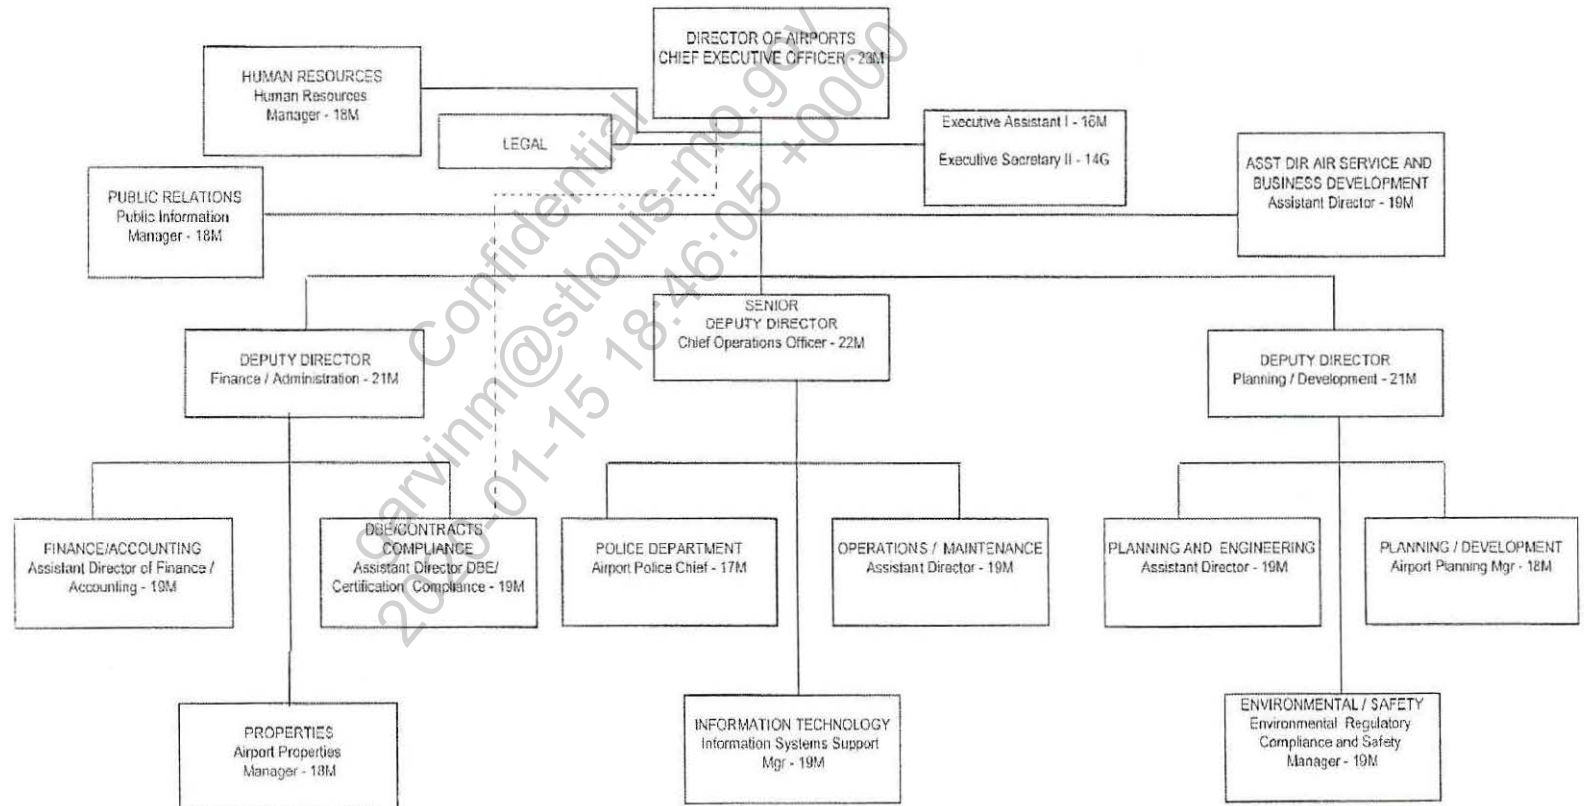 DIRECTOR OF AIRPORTS
CHIEF EXECUTIVE OFFICER - 23M
HUMAN RESOURCES
Human Resources
Manager - 18M
LEGAL
Executive Assistant I - 16M
Executive Secretary II - 14G
PUBLIC RELATIONS
Public Information
Manager - 18M
ASST DIR AIR SERVICE AND
BUSINESS DEVELOPMENT
Assistant Director - 19M
DEPUTY DIRECTOR
Finance / Administration - 21M
SENIOR
DEPUTY DIRECTOR
Chief Operations Officer - 22M
DEPUTY DIRECTOR
Planning / Development - 21M
FINANCE/ACCOUNTING
Assistant Director of Finance /
Accounting - 19M
DBE/CONTRACTS
COMPLIANCE
Assistant Director DBE/
Certification Compliance - 19M
POLICE DEPARTMENT
Airport Police Chief - 17M
OPERATIONS / MAINTENANCE
Assistant Director - 19M
PLANNING AND ENGINEERING
Assistant Director - 19M
PLANNING / DEVELOPMENT
Airport Planning Mgr - 18M
PROPERTIES
Airport Properties
Manager - 18M
INFORMATION TECHNOLOGY
Information Systems Support
Mgr - 19M
ENVIRONMENTAL / SAFETY
Environmental Regulatory
Compliance and Safety
Manager - 19M
Confidential
garvinm@stlouis-mo.gov
2020-01-15 18:46:05 +0000